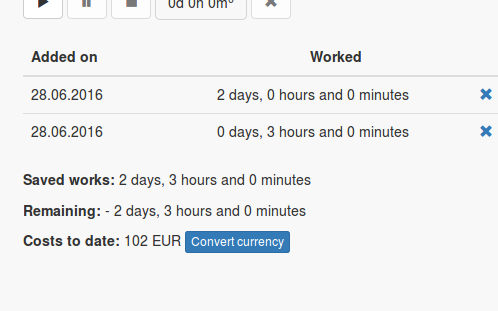 0d 0h 0m⁰
Added on Worked
28.06.2016 2 days, 0 hours and 0 minutes
28.06.2016 0 days, 3 hours and 0 minutes
Saved works: 2 days, 3 hours and 0 minutes
Remaining: - 2 days, 3 hours and 0 minutes
Costs to date: 102 EUR Convert currency